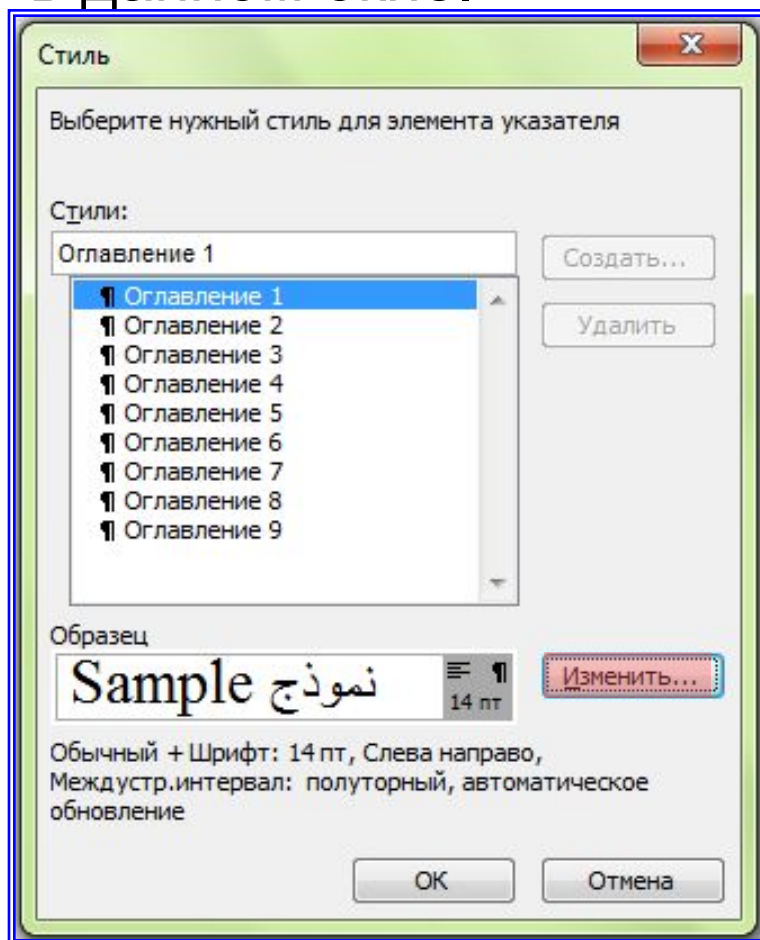 Стиль
Выберите нужный стиль для элемента указателя
Стили:
Оглавление 1
Создать...
¶ Оглавление 1
Удалить
¶ Оглавление 2
¶ Оглавление 3
¶ Оглавление 4
¶ Оглавление 5
¶ Оглавление 6
¶ Оглавление 7
¶ Оглавление 8
¶ Оглавление 9
Образец
Sample نموذج
¶
14 пт
Изменить...
Обычный + Шрифт: 14 пт, Слева направо,
Междустр.интервал: полуторный, автоматическое
обновление
ОК
Отмена